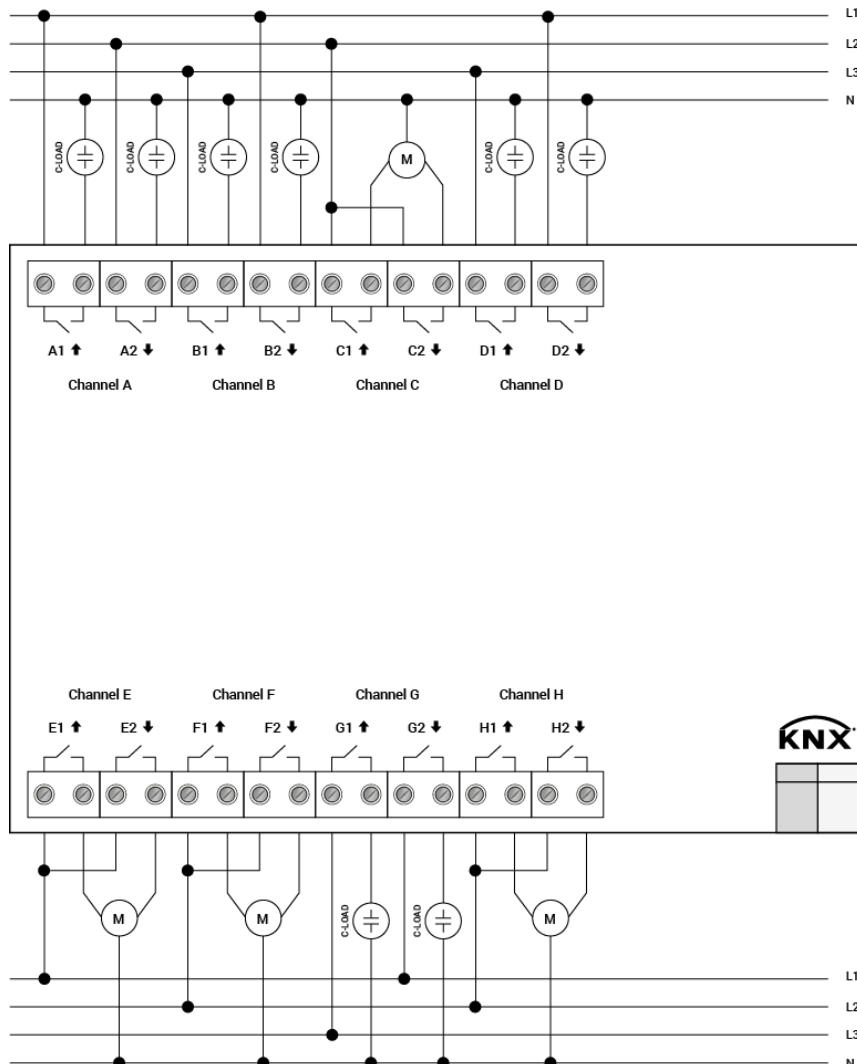 L1
L2
L3
N
C-LOAD
C-LOAD
C-LOAD
C-LOAD
M
C-LOAD
C-LOAD
A1 ⬆ A2 ⬇ B1 ⬆ B2 ⬇ C1 ⬆ C2 ⬇ D1 ⬆ D2 ⬇
Channel A Channel B Channel C Channel D
Channel E Channel F Channel G Channel H
E1 ⬆ E2 ⬇ F1 ⬆ F2 ⬇ G1 ⬆ G2 ⬇ H1 ⬆ H2 ⬇
KNX
M M C-LOAD C-LOAD M
L1
L2
L3
N